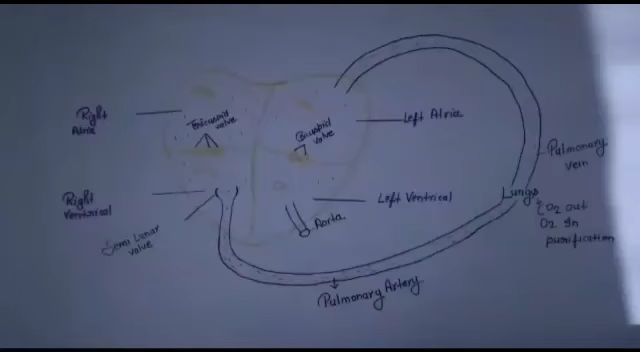 Right
Atria
Tricuspid
valve
Bicuspid
valve
Left Atria
Pulmonary
vein
Right
Ventrical
Left Ventrical
Lungs
CO2 out
O2 In
purification
Semi Lunar
valve
Aorta
Pulmonary Artery